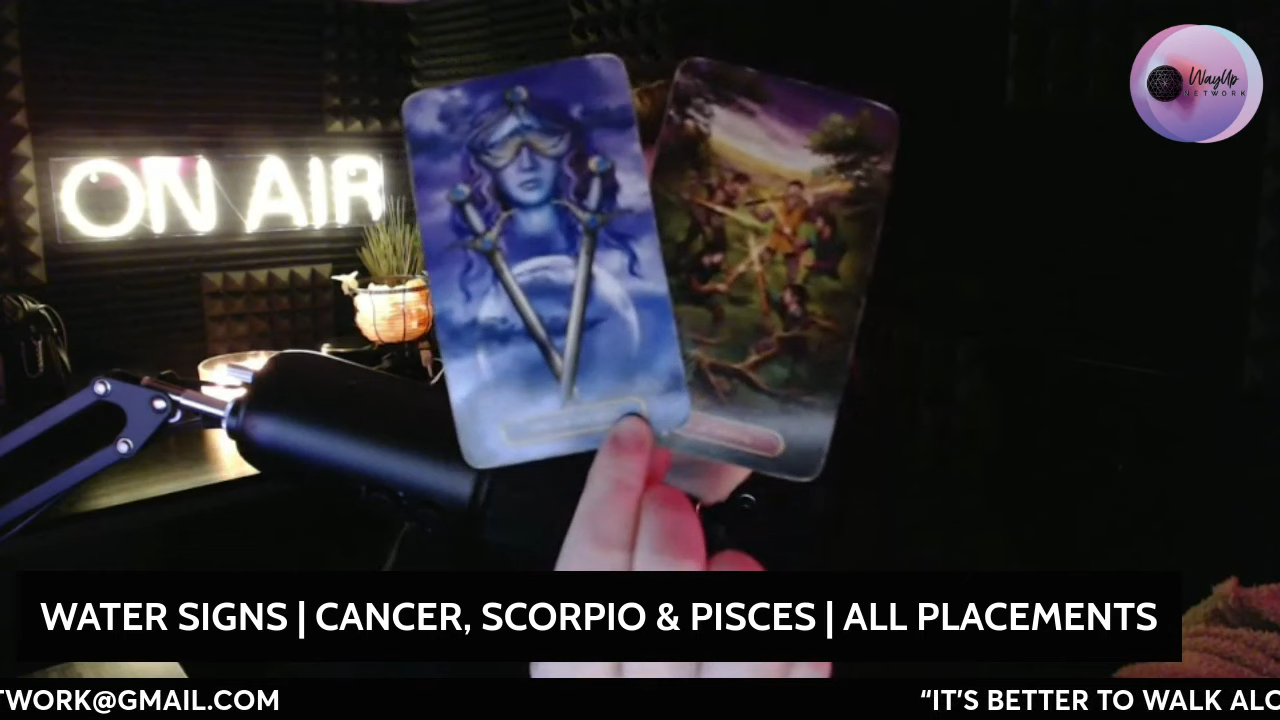 WayUp
NETWORK
ON AIR
WATER SIGNS | CANCER, SCORPIO & PISCES | ALL PLACEMENTS
TWORK@GMAIL.COM
“IT’S BETTER TO WALK ALO